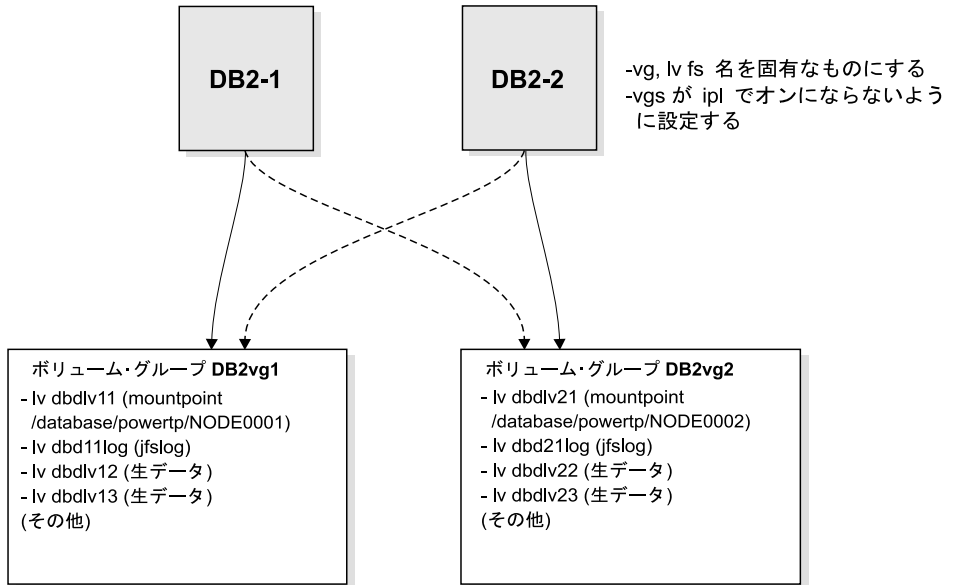 DB2-1
DB2-2
-vg, lv fs 名を固有なものにする
-vgs が ipl でオンにならないよう
に設定する
ボリューム・グループ DB2vg1
- lv dbdlv11 (mountpoint
/database/powertp/NODE0001)
- lv dbd11log (jfslog)
- lv dbdlv12 (生データ)
- lv dbdlv13 (生データ)
(その他)
ボリューム・グループ DB2vg2
- lv dbdlv21 (mountpoint
/database/powertp/NODE0002)
- lv dbd21log (jfslog)
- lv dbdlv22 (生データ)
- lv dbdlv23 (生データ)
(その他)